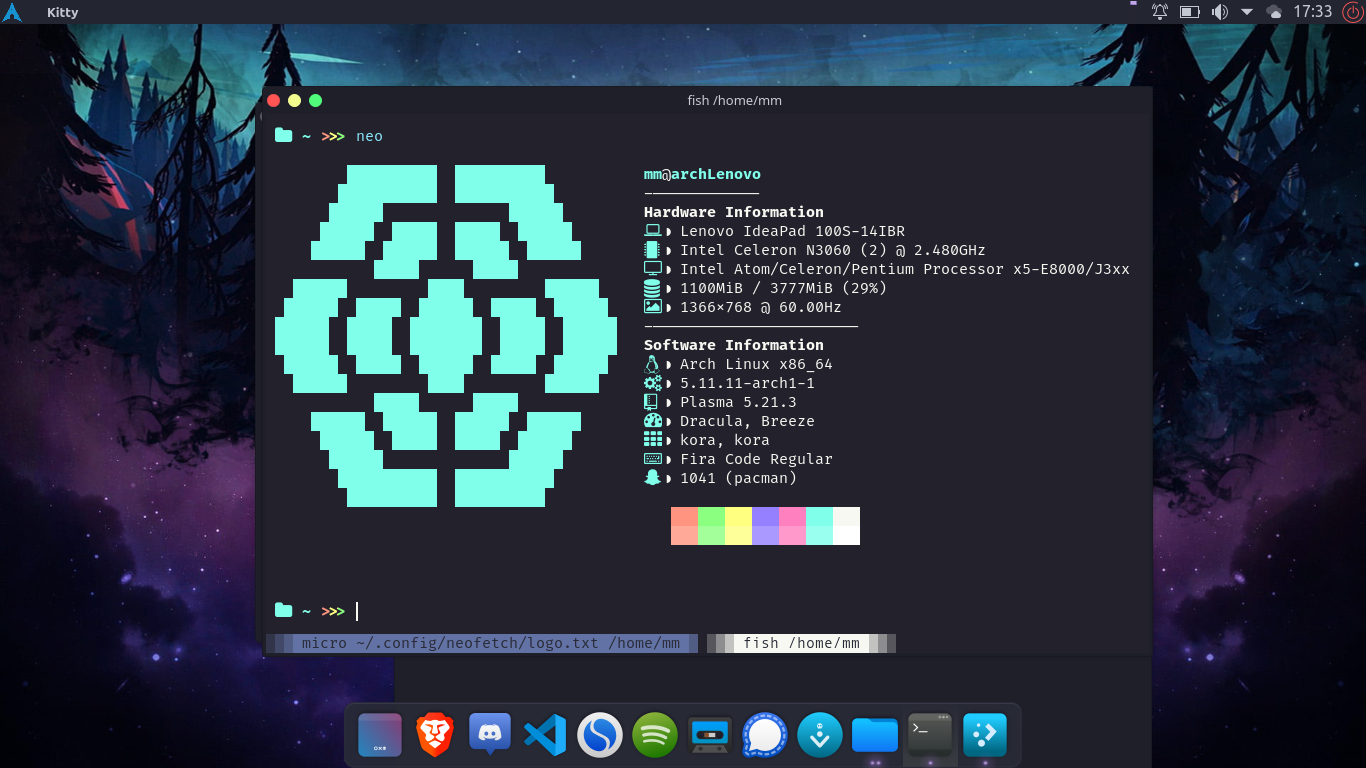 Kitty
17:33
fish /home/mm
~ >>> neo
mm@archLenovo
Hardware Information
Lenovo IdeaPad 100S-14IBR
Intel Celeron N3060 (2) @ 2.480GHz
Intel Atom/Celeron/Pentium Processor x5-E8000/J3xx
1100MiB / 3777MiB (29%)
1366×768 @ 60.00Hz
Software Information
Arch Linux x86_64
5.11.11-arch1-1
Plasma 5.21.3
Dracula, Breeze
kora, kora
Fira Code Regular
1041 (pacman)
~ >>>
micro ~/.config/neofetch/logo.txt /home/mm
fish /home/mm